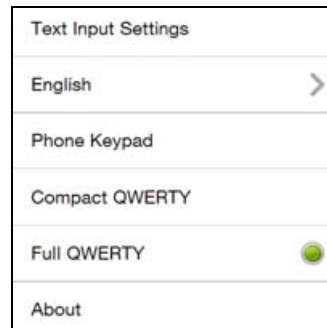 Text Input Settings
English
Phone Keypad
Compact QWERTY
Full QWERTY
About